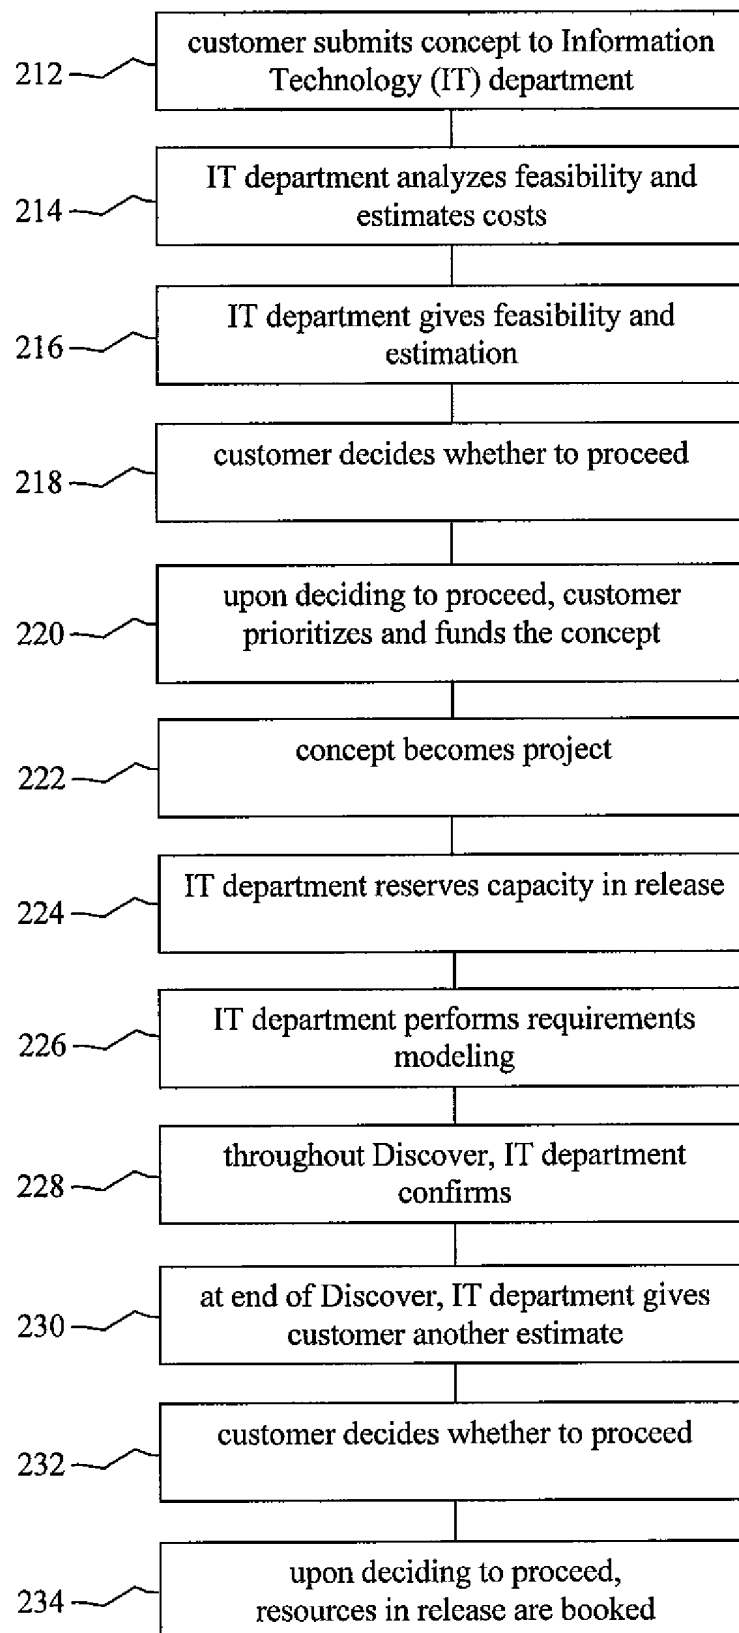 212
customer submits concept to Information
Technology (IT) department
214
IT department analyzes feasibility and
estimates costs
216
IT department gives feasibility and
estimation
218
customer decides whether to proceed
220
upon deciding to proceed, customer
prioritizes and funds the concept
222
concept becomes project
224
IT department reserves capacity in release
226
IT department performs requirements
modeling
228
throughout Discover, IT department
confirms
230
at end of Discover, IT department gives
customer another estimate
232
customer decides whether to proceed
234
upon deciding to proceed,
resources in release are booked